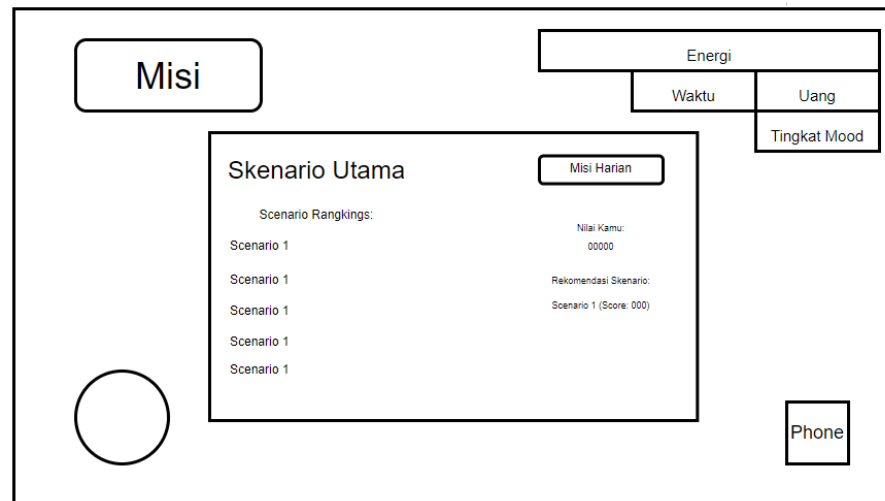 Misi
Energi
Waktu
Uang
Tingkat Mood
Skenario Utama
Misi Harian
Scenario Rangkings:
Nilai Kamu:
00000
Scenario 1
Scenario 1
Rekomendasi Skenario:
Scenario 1
Scenario 1 (Score: 000)
Scenario 1
Scenario 1
Phone